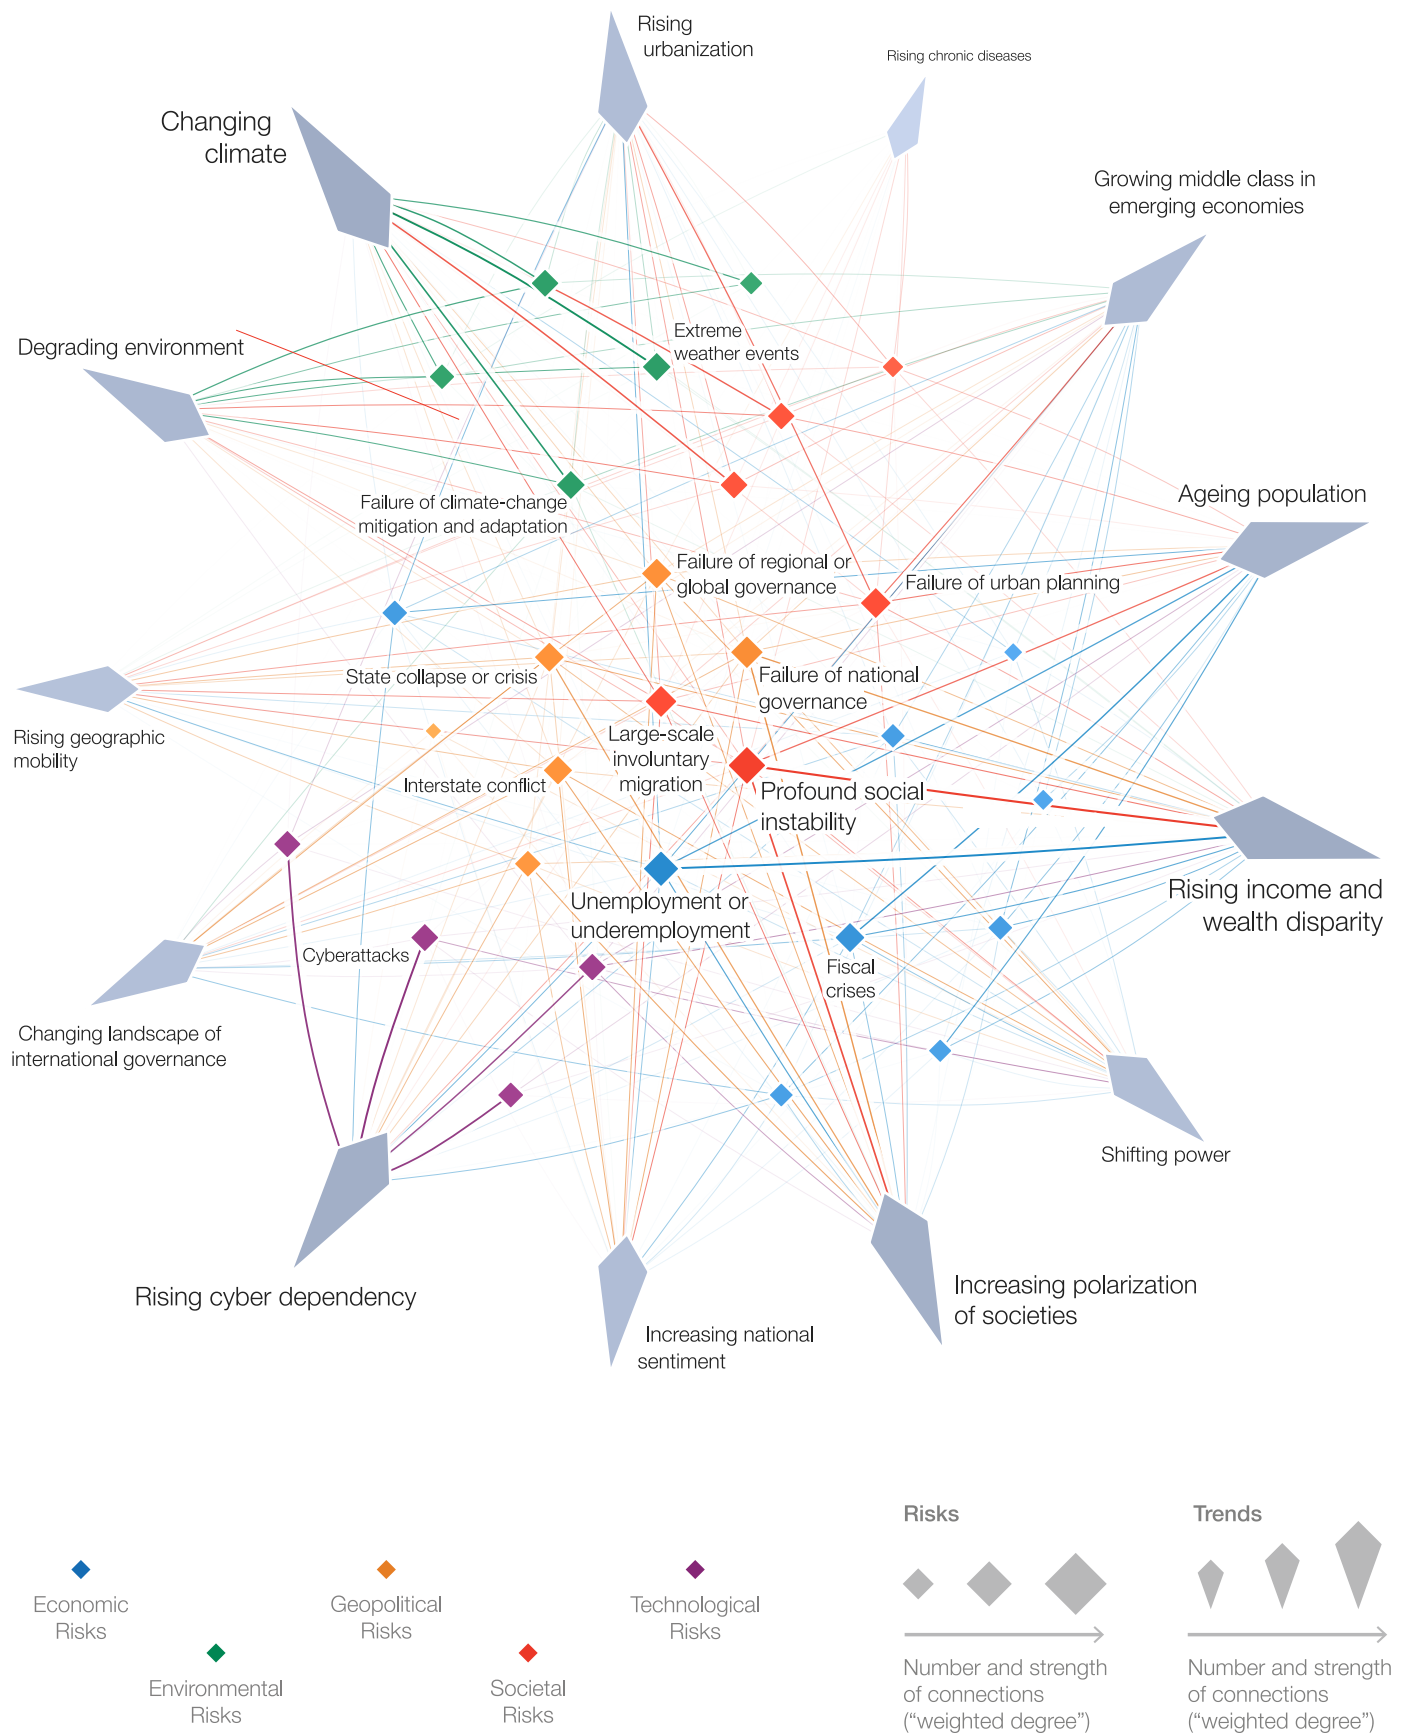 Rising
urbanization
Rising chronic diseases
Changing
climate
Growing middle class in
emerging economies
Extreme
weather events
Degrading environment
Ageing population
Failure of climate-change
mitigation and adaptation
Failure of regional or
global governance
Failure of urban planning
State collapse or crisis
Failure of national
governance
Rising geographic
mobility
Large-scale
involuntary
migration
Interstate conflict
Profound social
instability
Rising income and
wealth disparity
Unemployment or
underemployment
Cyberattacks
Fiscal
crises
Changing landscape of
international governance
Shifting power
Rising cyber dependency
Increasing polarization
of societies
Increasing national
sentiment
Risks
Trends
Economic
Risks
Geopolitical
Risks
Technological
Risks
Environmental
Risks
Societal
Risks
Number and strength
of connections
(“weighted degree”)
Number and strength
of connections
(“weighted degree”)